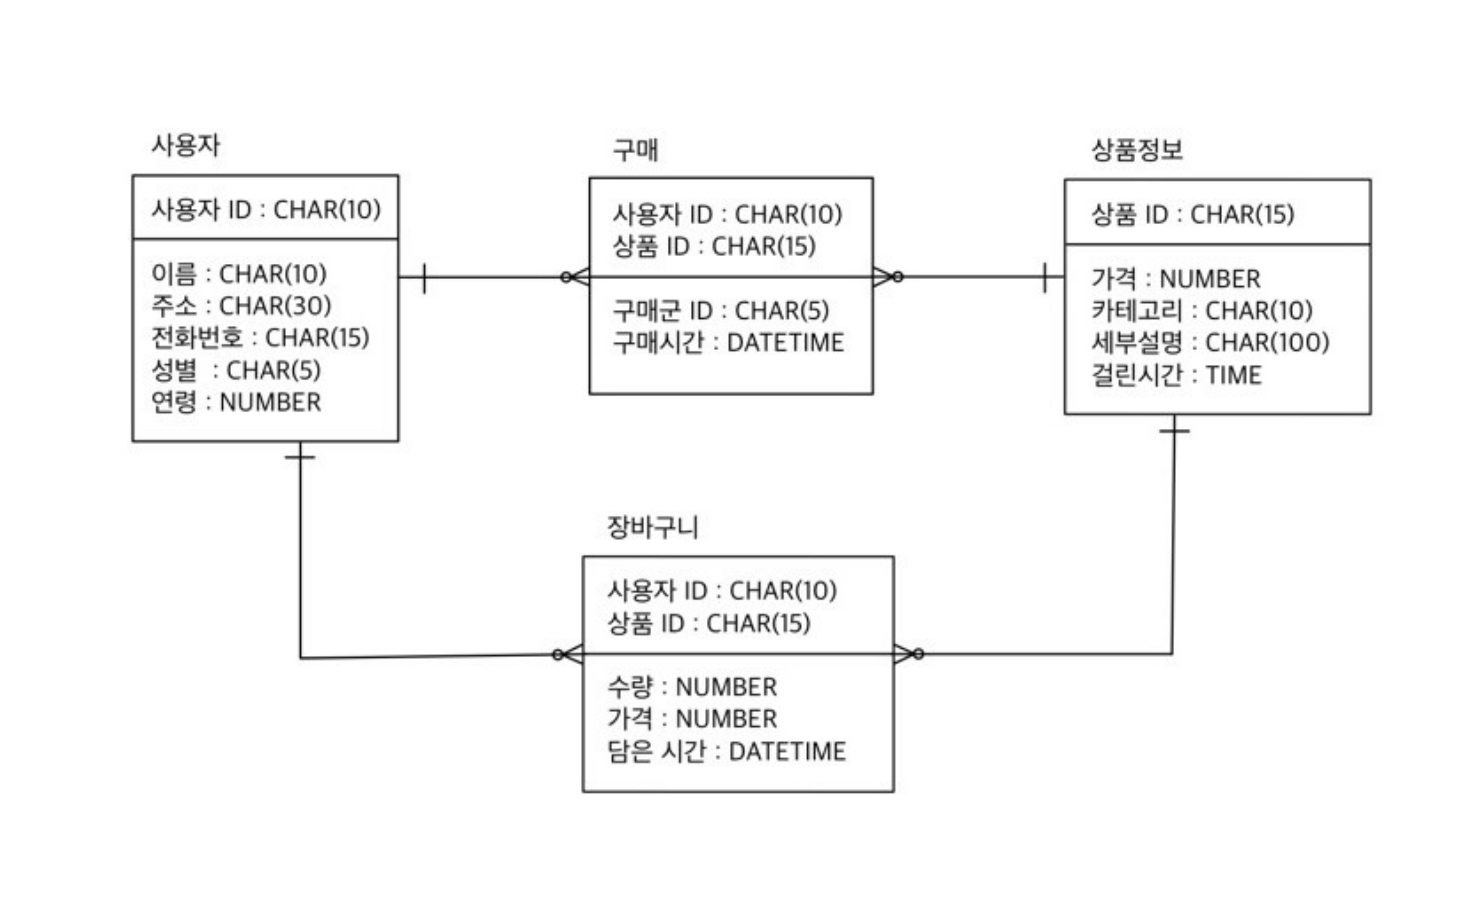 사용자
사용자 ID : CHAR(10)
이름 : CHAR(10)
주소 : CHAR(30)
전화번호 : CHAR(15)
성별 : CHAR(5)
연령 : NUMBER
구매
사용자 ID : CHAR(10)
상품 ID : CHAR(15)
구매군 ID : CHAR(5)
구매시간 : DATETIME
상품정보
상품 ID : CHAR(15)
가격 : NUMBER
카테고리 : CHAR(10)
세부설명 : CHAR(100)
걸린시간 : TIME
장바구니
사용자 ID : CHAR(10)
상품 ID : CHAR(15)
수량 : NUMBER
가격 : NUMBER
담은 시간 : DATETIME